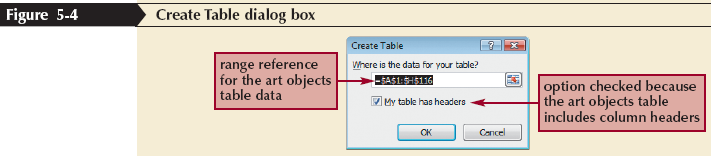 Figure 5-4
Create Table dialog box
range reference
for the art objects
table data
Create Table
Where is the data for your table?
=$A$1:$H$116
My table has headers
OK
Cancel
option checked because
the art objects table
includes column headers